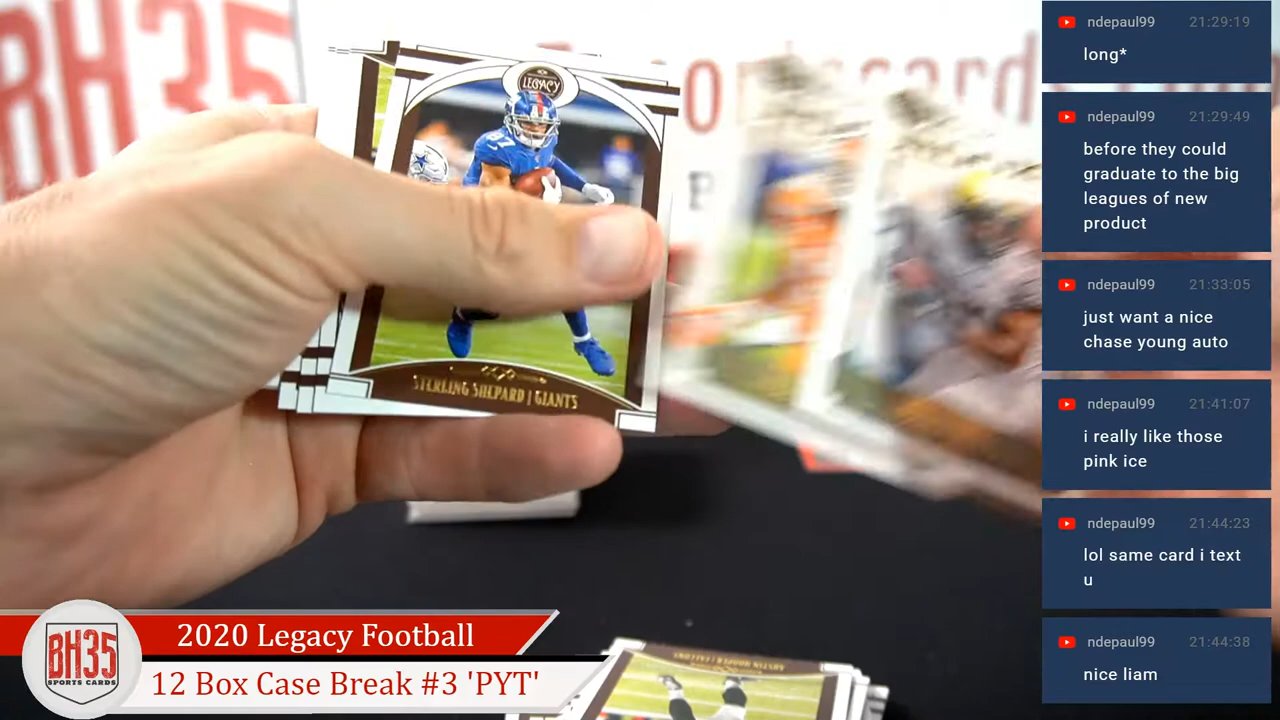 BH35
LEGACY
87
STERLING SHEPARD | GIANTS
BH35
SPORTS CARDS
2020 Legacy Football
12 Box Case Break #3 'PYT'
ndepaul99 21:29:19
long*
ndepaul99 21:29:49
before they could
graduate to the big
leagues of new
product
ndepaul99 21:33:05
just want a nice
chase young auto
ndepaul99 21:41:07
i really like those
pink ice
ndepaul99 21:44:23
lol same card i text
u
ndepaul99 21:44:38
nice liam